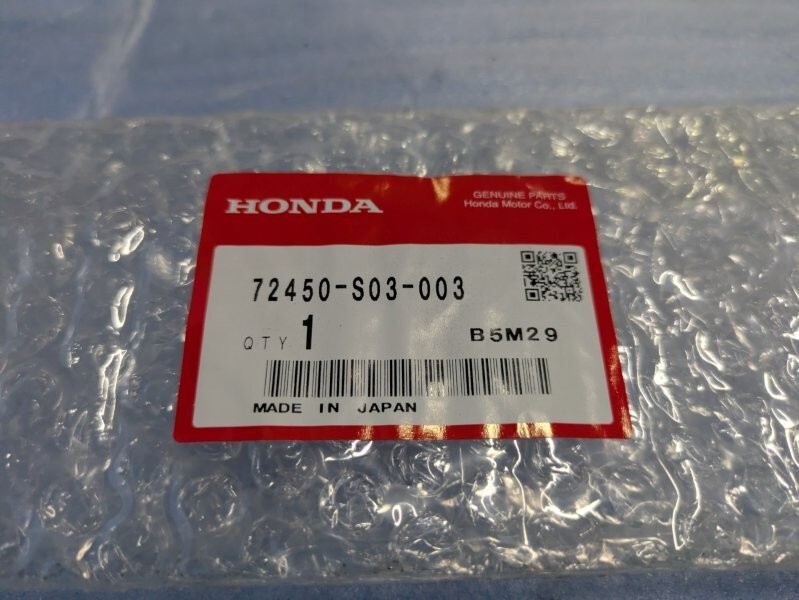 HONDA
GENUINE PARTS
Honda Motor Co., Ltd.
72450-S03-003
QTY 1
B5M29
MADE IN JAPAN